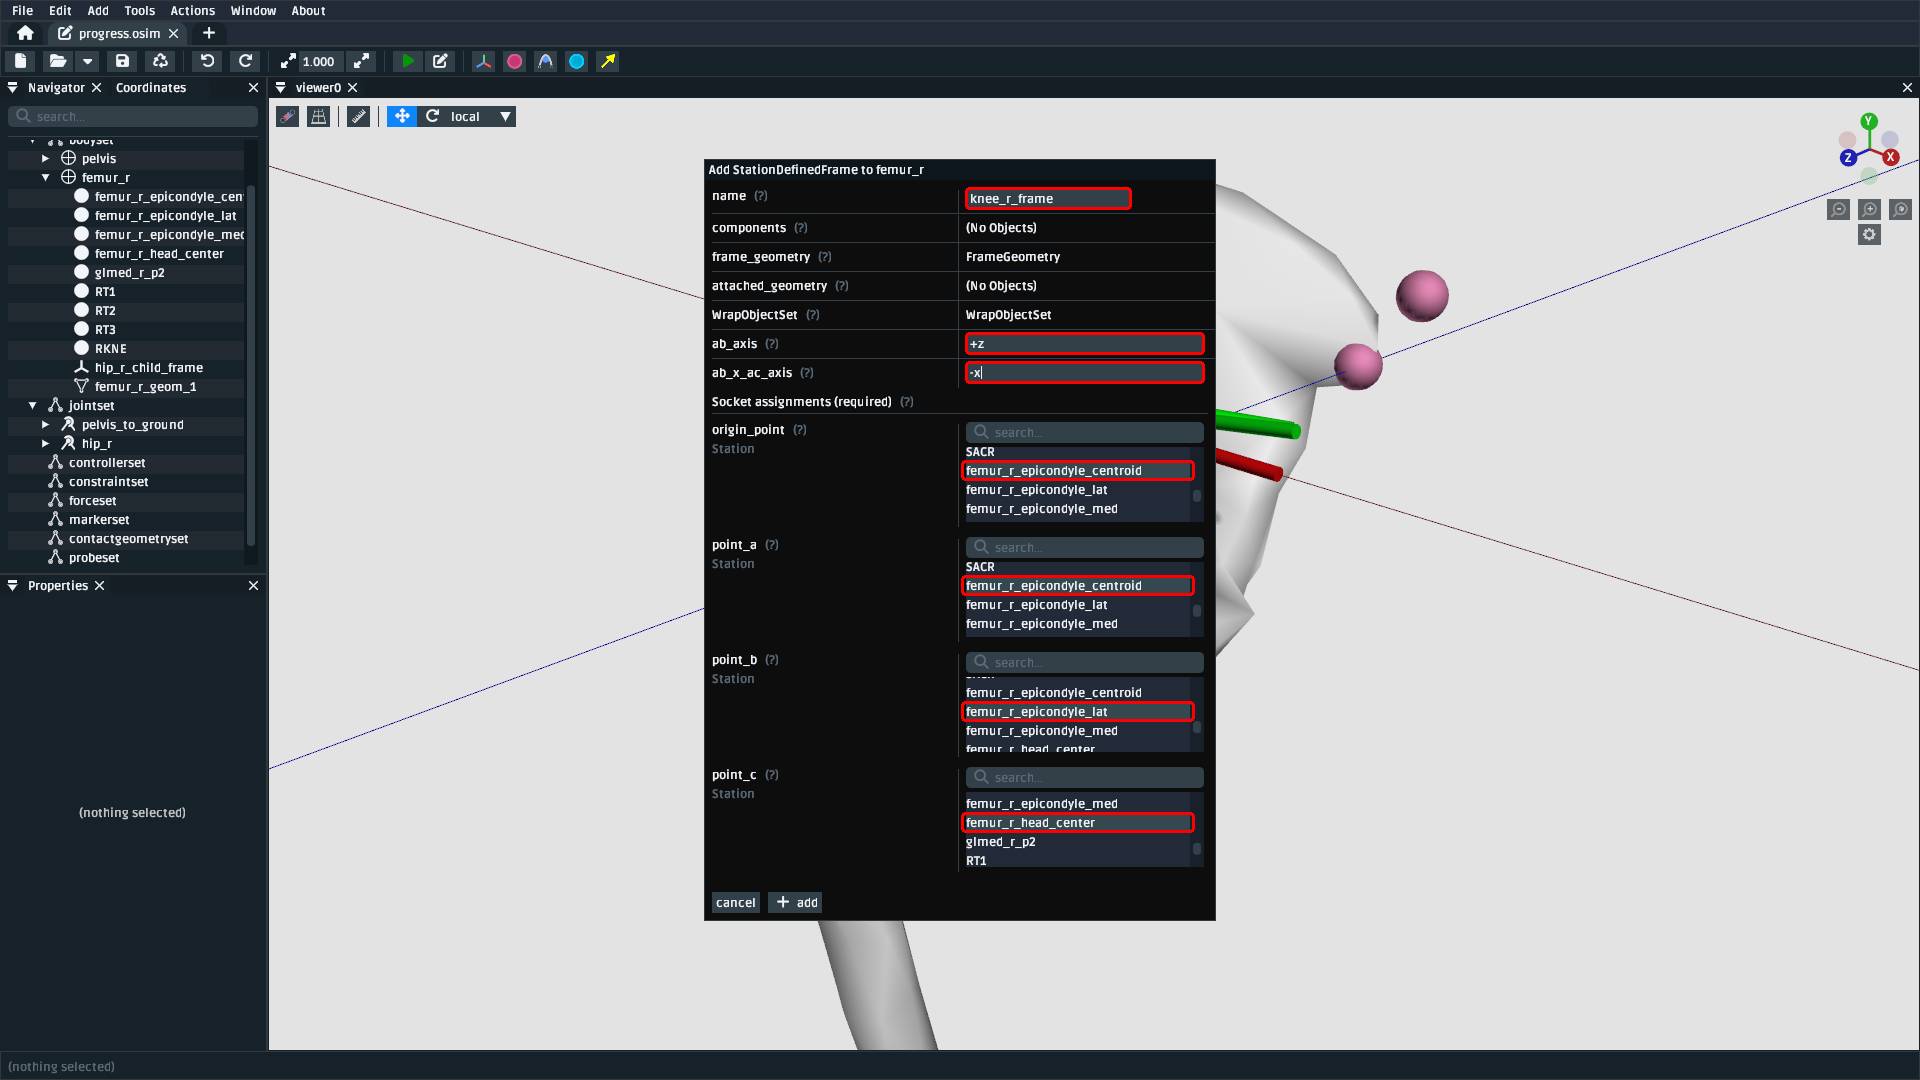 File Edit Add Tools Actions Window About
progress.osim
1.000
Navigator Coordinates
viewer0
search...
local
Y
Z
X
bodyset
pelvis
femur_r
femur_r_epicondyle_cen
femur_r_epicondyle_lat
femur_r_epicondyle_med
femur_r_head_center
glmed_r_p2
RT1
RT2
RT3
RKNE
hip_r_child_frame
femur_r_geom_1
jointset
pelvis_to_ground
hip_r
controllerset
constraintset
forceset
markerset
contactgeometryset
probeset
Properties
(nothing selected)
Add StationDefinedFrame to femur_r
name (?) knee_r_frame
components (?) (No Objects)
frame_geometry (?) FrameGeometry
attached_geometry (?) (No Objects)
WrapObjectSet (?) WrapObjectSet
ab_axis (?) +z
ab_x_ac_axis (?) -x
Socket assignments (required) (?)
origin_point (?)
Station
search...
SACR
femur_r_epicondyle_centroid
femur_r_epicondyle_lat
femur_r_epicondyle_med
point_a (?)
Station
search...
SACR
femur_r_epicondyle_centroid
femur_r_epicondyle_lat
femur_r_epicondyle_med
point_b (?)
Station
search...
femur_r_epicondyle_centroid
femur_r_epicondyle_lat
femur_r_epicondyle_med
femur_r_head_center
point_c (?)
Station
search...
femur_r_epicondyle_med
femur_r_head_center
glmed_r_p2
RT1
cancel + add
(nothing selected)